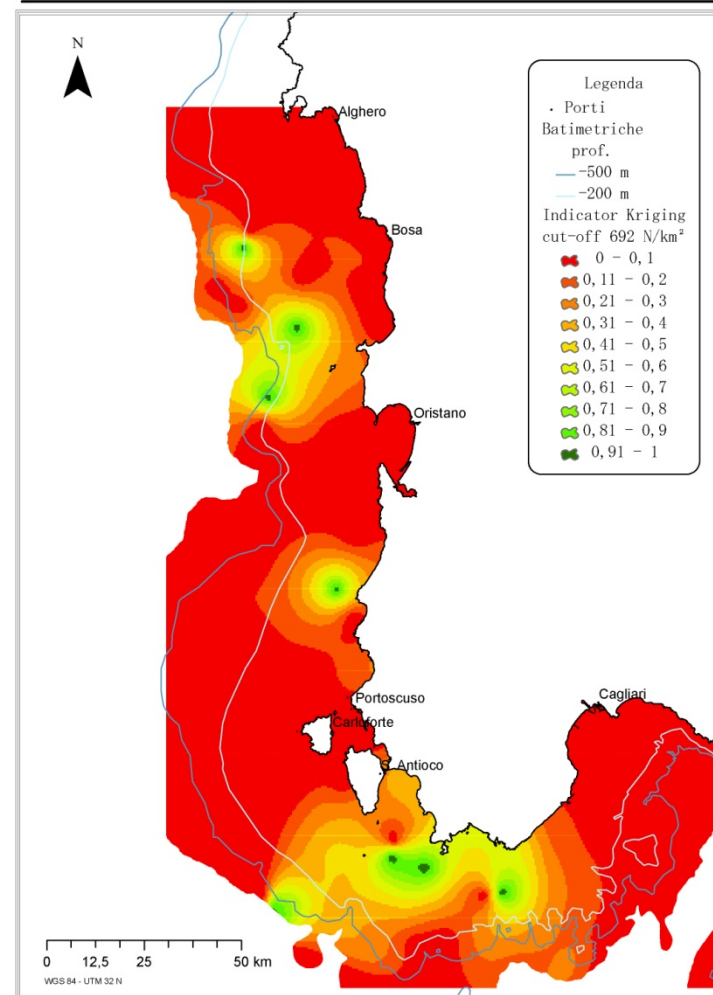 N
Alghero
Bosa
Oristano
Portoscuso
Carloforte
S. Antioco
Cagliari
Legenda
. Porti
Batimetriche
prof.
-500 m
-200 m
Indicator Kriging
cut-off 692 N/km²
0 - 0,1
0,11 - 0,2
0,21 - 0,3
0,31 - 0,4
0,41 - 0,5
0,51 - 0,6
0,61 - 0,7
0,71 - 0,8
0,81 - 0,9
0,91 - 1
0 12,5 25 50 km
WGS 84 - UTM 32 N